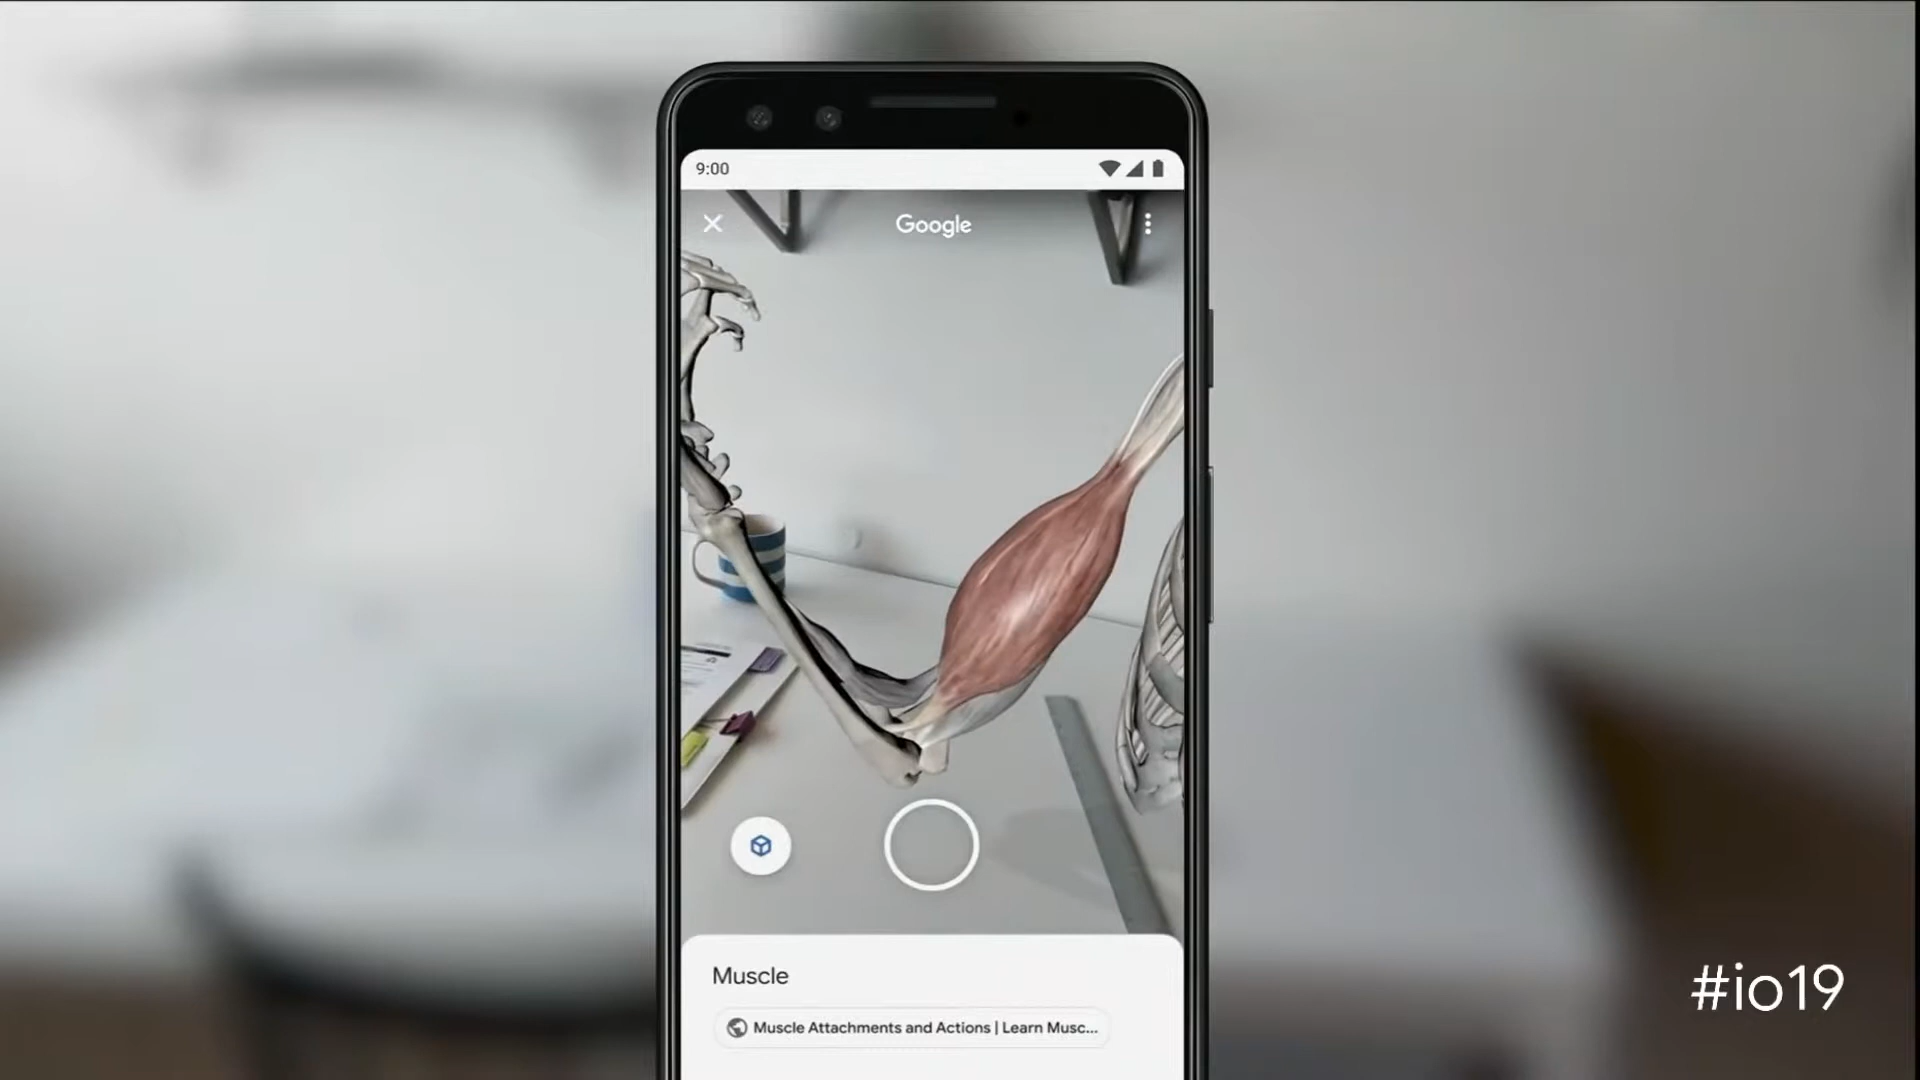 9:00
Google
Muscle
Muscle Attachments and Actions | Learn Musc...
#io19